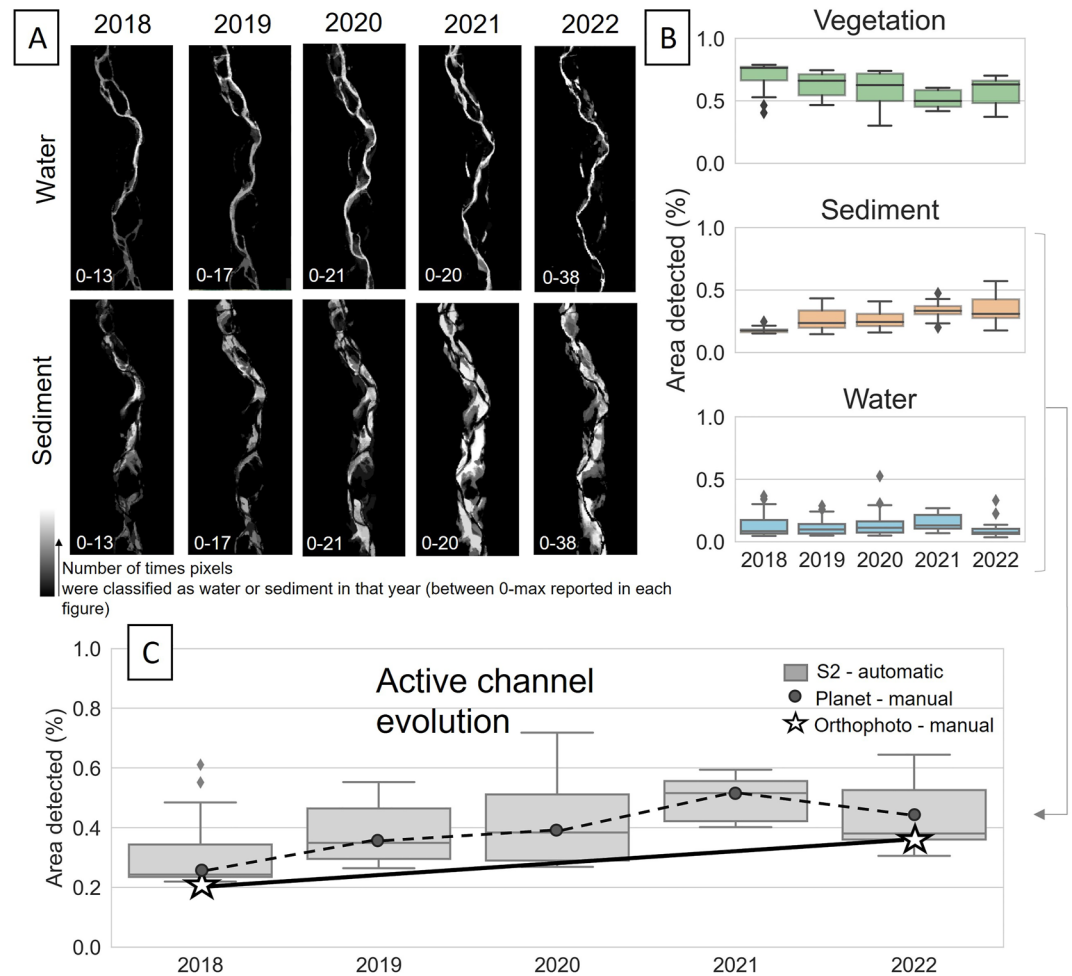 A
2018
2019
2020
2021
2022
Water
0-13
0-17
0-21
0-20
0-38
Sediment
0-13
0-17
0-21
0-20
0-38
Number of times pixels
were classified as water or sediment in that year (between 0-max reported in each
figure)
B
Vegetation
1.0
0.5
0.0
Area detected (%)
Sediment
1.0
0.5
0.0
Water
1.0
0.5
0.0
2018
2019
2020
2021
2022
C
Active channel
evolution
S2 - automatic
Planet - manual
Orthophoto - manual
Area detected (%)
1.0
0.8
0.6
0.4
0.2
0.0
2018
2019
2020
2021
2022